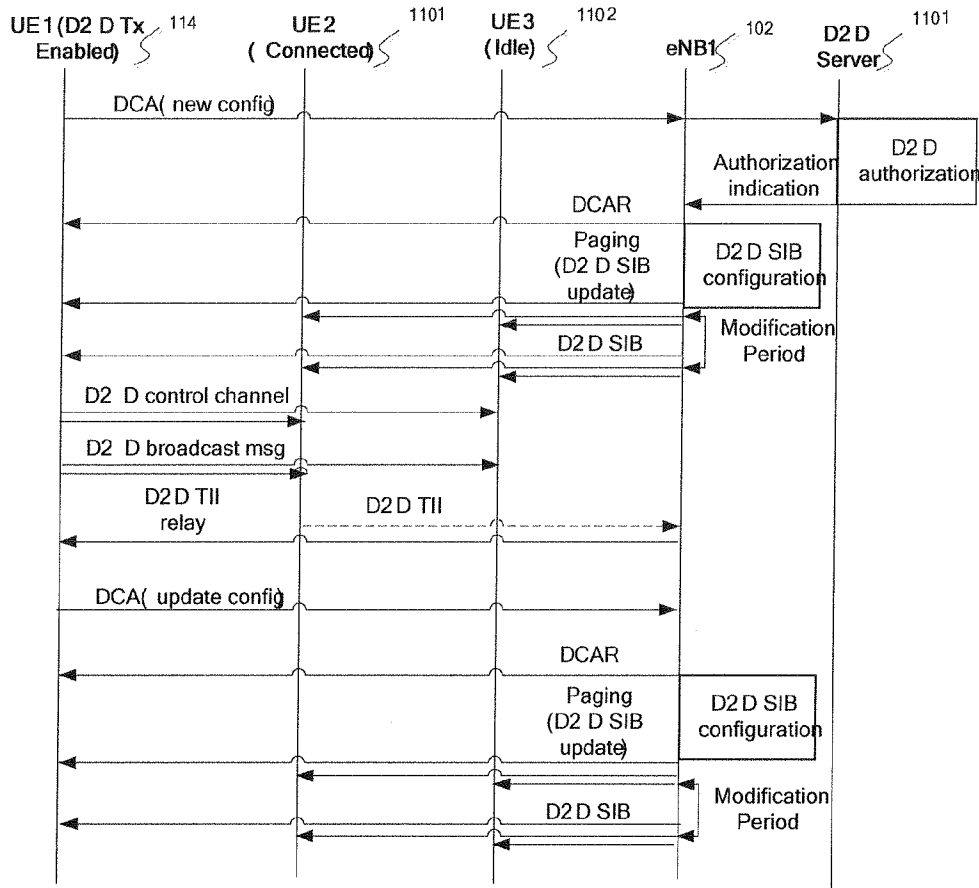 UE1(D2 D Tx Enabled)
114
UE2
( Connected)
1101
UE3
(Idle)
1102
eNB1
102
D2D
Server
1101
DCA( new config)
D2 D
authorization
Authorization
indication
DCAR
Paging
(D2 D SIB
update)
D2 D SIB
configuration
Modification
Period
D2 D SIB
D2 D control channel
D2 D broadcast msg
D2 D TII
relay
D2 D TII
DCA( update config)
DCAR
Paging
(D2 D SIB
update)
D2 D SIB
configuration
Modification
Period
D2 D SIB